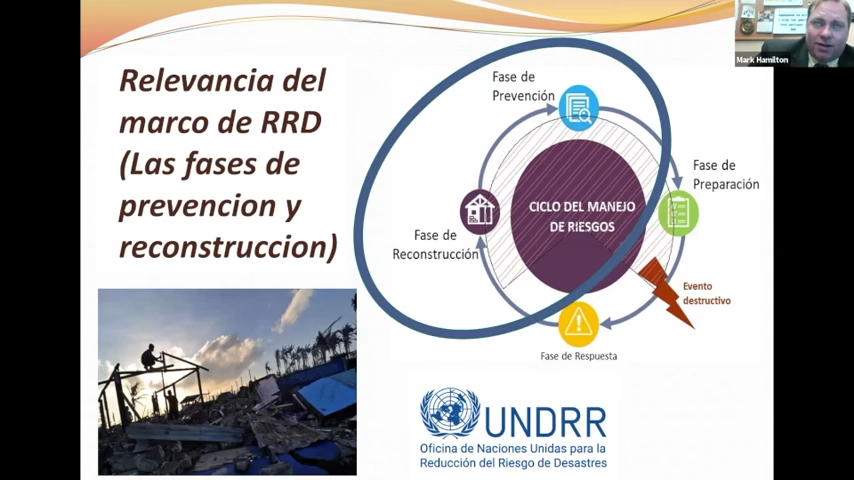 Relevancia del
marco de RRD
(Las fases de
prevencion y
reconstruccion)
Fase de
Prevención
Fase de
Preparación
CICLO DEL MANEJO
DE RIESGOS
Fase de
Reconstrucción
Evento
destructivo
Fase de Respuesta
UNDRR
Oficina de Naciones Unidas para la
Reducción del Riesgo de Desastres
Mark Hamilton